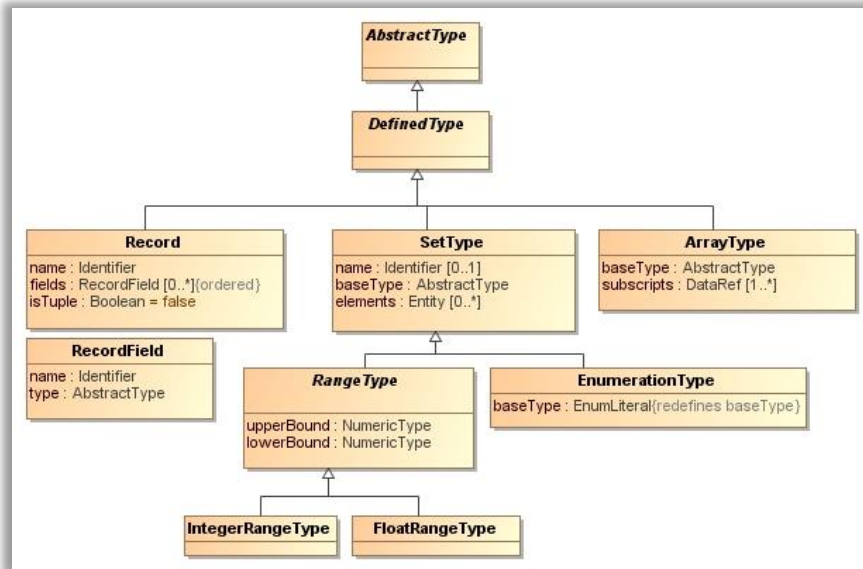 AbstractType
DefinedType
Record
name : Identifier
fields : RecordField [0..*]{ordered}
isTuple : Boolean = false
SetType
name : Identifier [0..1]
baseType : AbstractType
elements : Entity [0..*]
ArrayType
baseType : AbstractType
subscripts : DataRef [1..*]
RecordField
name : Identifier
type : AbstractType
RangeType
upperBound : NumericType
lowerBound : NumericType
EnumerationType
baseType : EnumLiteral{redefines baseType}
IntegerRangeType
FloatRangeType